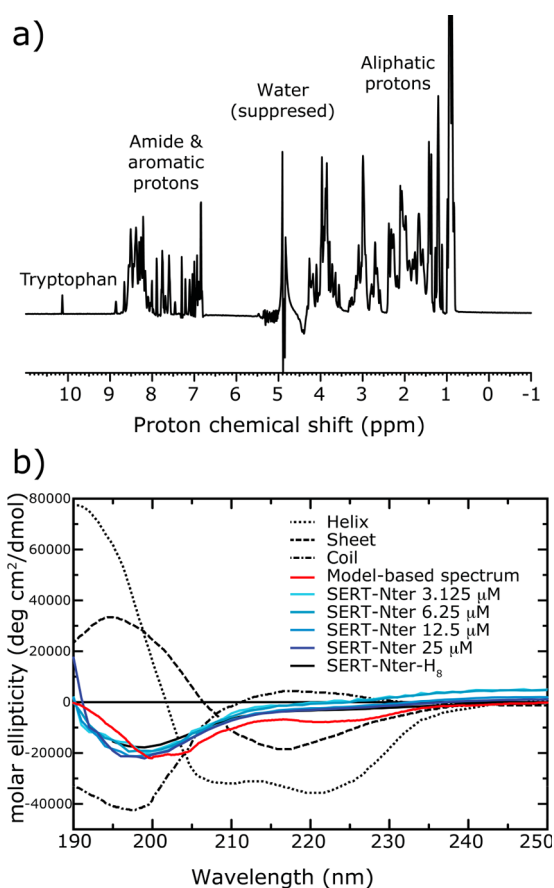 a)
Aliphatic
protons
Water
(suppresed)
Amide &
aromatic
protons
Tryptophan
10 9 8 7 6 5 4 3 2 1 0 -1
Proton chemical shift (ppm)
b)
80000
60000
40000
20000
0
-20000
-40000
molar ellipticity (deg cm²/dmol)
Helix
Sheet
Coil
Model-based spectrum
SERT-Nter 3.125 µM
SERT-Nter 6.25 µM
SERT-Nter 12.5 µM
SERT-Nter 25 µM
SERT-Nter-H₈
190 200 210 220 230 240 250
Wavelength (nm)